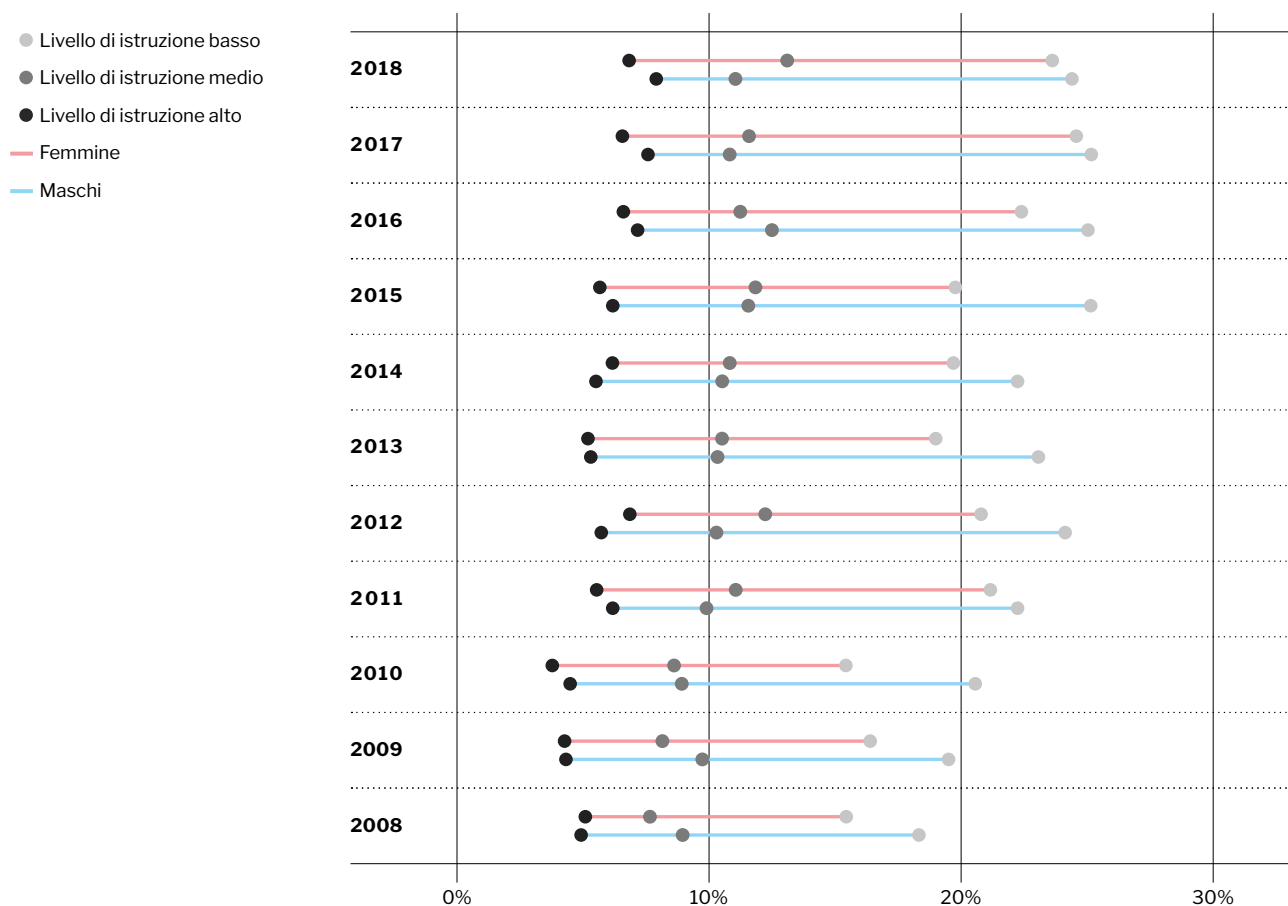 Livello di istruzione basso
Livello di istruzione medio
Livello di istruzione alto
Femmine
Maschi
2018
2017
2016
2015
2014
2013
2012
2011
2010
2009
2008
0% 10% 20% 30%